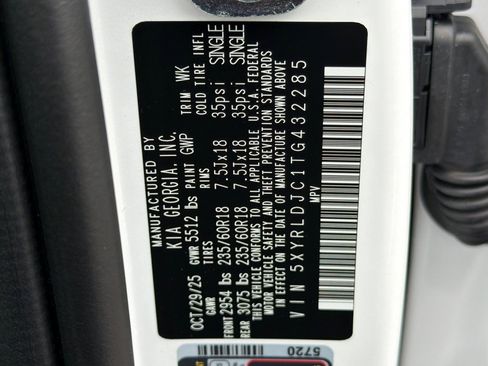 MANUFACTURED BY
KIA GEORGIA, INC.
OCT/29/25 GVWR 5512 lbs PAINT GWP TRIM WK
GAWR TIRES RIMS COLD TIRE INFL
FRONT 2954 lbs 235/60R18 7.5Jx18 35psi SINGLE
REAR 3075 lbs 235/60R18 7.5Jx18 35psi SINGLE
THIS VEHICLE CONFORMS TO ALL APPLICABLE U.S.A. FEDERAL
MOTOR VEHICLE SAFETY AND THEFT PREVENTION STANDARDS
IN EFFECT ON THE DATE OF MANUFACTURE SHOWN ABOVE
VIN 5XYRLDJC1TG432285
MPV
5720